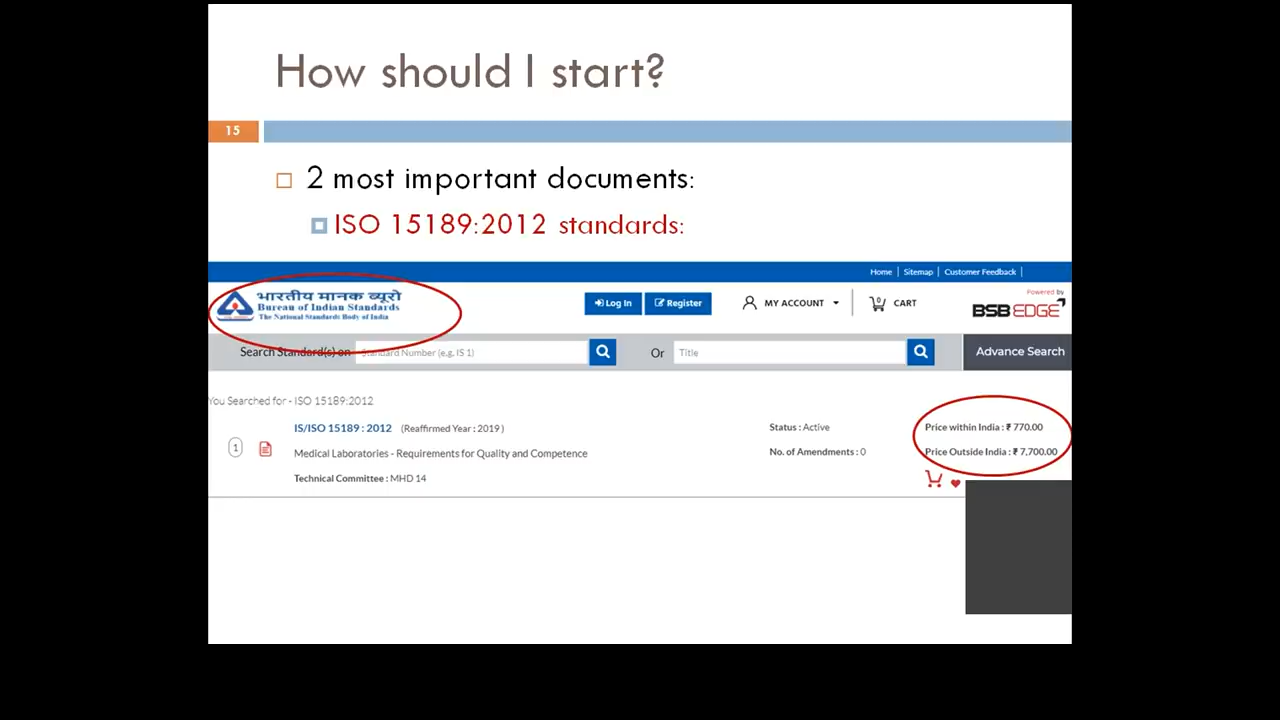 How should I start?
15
2 most important documents:
ISO 15189:2012 standards:
Home | Sitemap | Customer Feedback |
भारतीय मानक ब्यूरो
Bureau of Indian Standards
The National Standards Body of India
Log In Register MY ACCOUNT 0 CART
Powered by
BSB EDGE
Search Standard(s) on Standard Number (e.g, IS 1) Or Title Advance Search
You Searched for - ISO 15189:2012
1
IS/ISO 15189 : 2012 (Reaffirmed Year : 2019 ) Status : Active Price within India : ₹ 770.00
Medical Laboratories - Requirements for Quality and Competence No. of Amendments : 0 Price Outside India : ₹ 7,700.00
Technical Committee : MHD 14